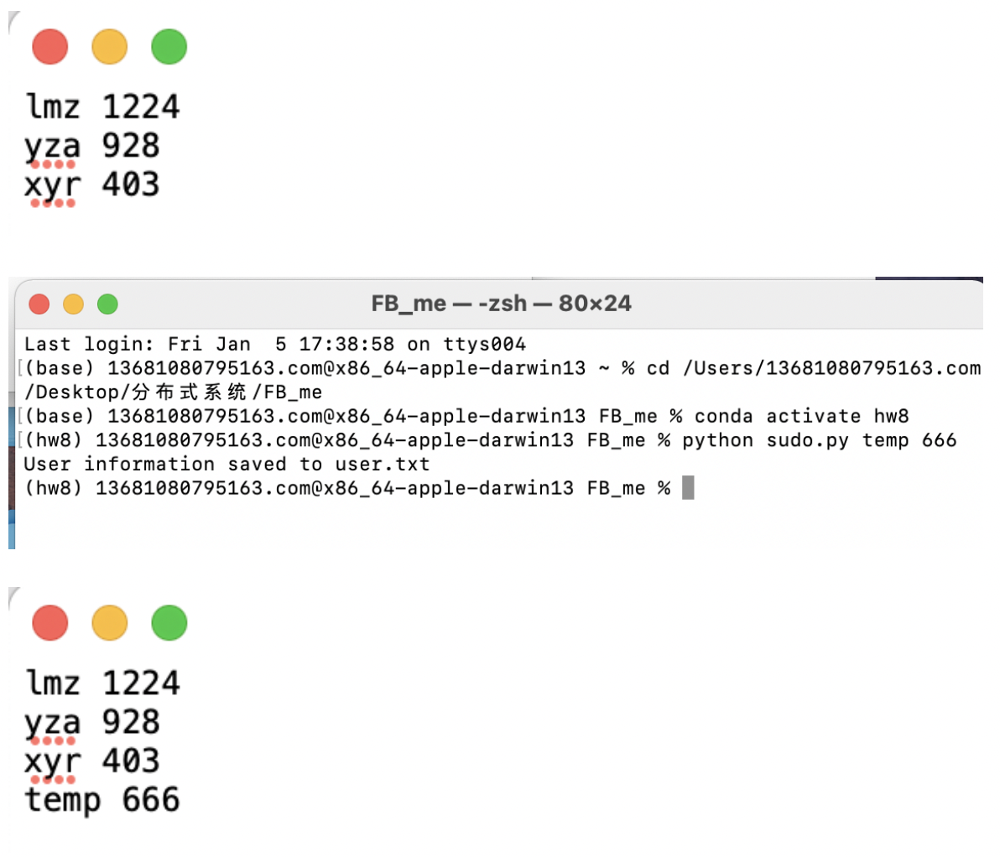 lmz 1224
yza 928
xyr 403
FB_me — -zsh — 80×24
Last login: Fri Jan  5 17:38:58 on ttys004
[(base) 13681080795163.com@x86_64-apple-darwin13 ~ % cd /Users/13681080795163.com
/Desktop/分布式系统/FB_me
[(base) 13681080795163.com@x86_64-apple-darwin13 FB_me % conda activate hw8
[(hw8) 13681080795163.com@x86_64-apple-darwin13 FB_me % python sudo.py temp 666
User information saved to user.txt
(hw8) 13681080795163.com@x86_64-apple-darwin13 FB_me %
lmz 1224
yza 928
xyr 403
temp 666